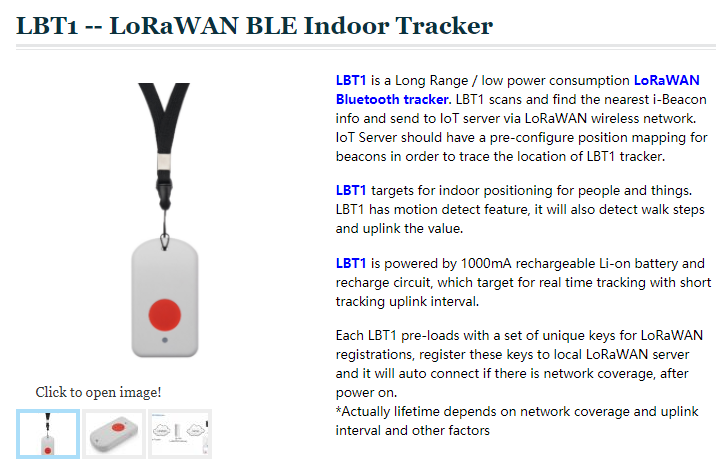 LBT1 -- LoRaWAN BLE Indoor Tracker
LBT1 is a Long Range / low power consumption LoRaWAN
Bluetooth tracker. LBT1 scans and find the nearest i-Beacon
info and send to IoT server via LoRaWAN wireless network.
IoT Server should have a pre-configure position mapping for
beacons in order to trace the location of LBT1 tracker.
LBT1 targets for indoor positioning for people and things.
LBT1 has motion detect feature, it will also detect walk steps
and uplink the value.
LBT1 is powered by 1000mA rechargeable Li-on battery and
recharge circuit, which target for real time tracking with short
tracking uplink interval.
Each LBT1 pre-loads with a set of unique keys for LoRaWAN
registrations, register these keys to local LoRaWAN server
and it will auto connect if there is network coverage, after
power on.
*Actually lifetime depends on network coverage and uplink
interval and other factors
Click to open image!